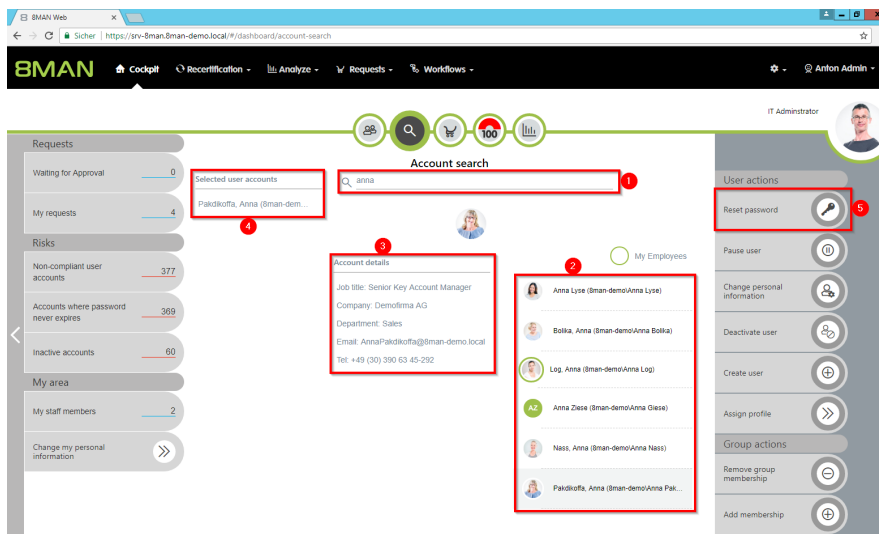 8MAN Web
Sicher
https://srv-8man.8man-demo.local/#/dashboard/account-search
8MAN
Cockpit
Recertification
Analyze
Requests
Workflows
Anton Admin
IT Adminstrator
100
Requests
Waiting for Approval
0
My requests
4
Risks
Non-compliant user
accounts
377
Accounts where password
never expires
369
Inactive accounts
60
My area
My staff members
2
Change my personal
information
Selected user accounts
Pakdikoffa, Anna (8man-dem...
4
Account search
anna
1
3
Account details
Job title: Senior Key Account Manager
Company: Demofirma AG
Department: Sales
Email: AnnaPakdikoffa@8man-demo.local
Tel: +49 (30) 390 63 45-292
My Employees
2
Anna Lyse (8man-demo\Anna Lyse)
Bolika, Anna (8man-demo\Anna Bolika)
Log, Anna (8man-demo\Anna Log)
AZ
Anna Ziese (8man-demo\Anna Giese)
Nass, Anna (8man-demo\Anna Nass)
Pakdikoffa, Anna (8man-demo\Anna Pak...
User actions
Reset password
5
Pause user
Change personal
information
Deactivate user
Create user
Assign profile
Group actions
Remove group
membership
Add membership